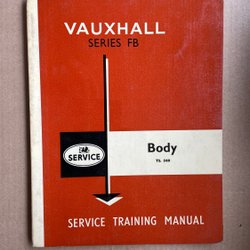 VAUXHALL
SERIES FB
Body
SERVICE
SERVICE TRAINING MANUAL